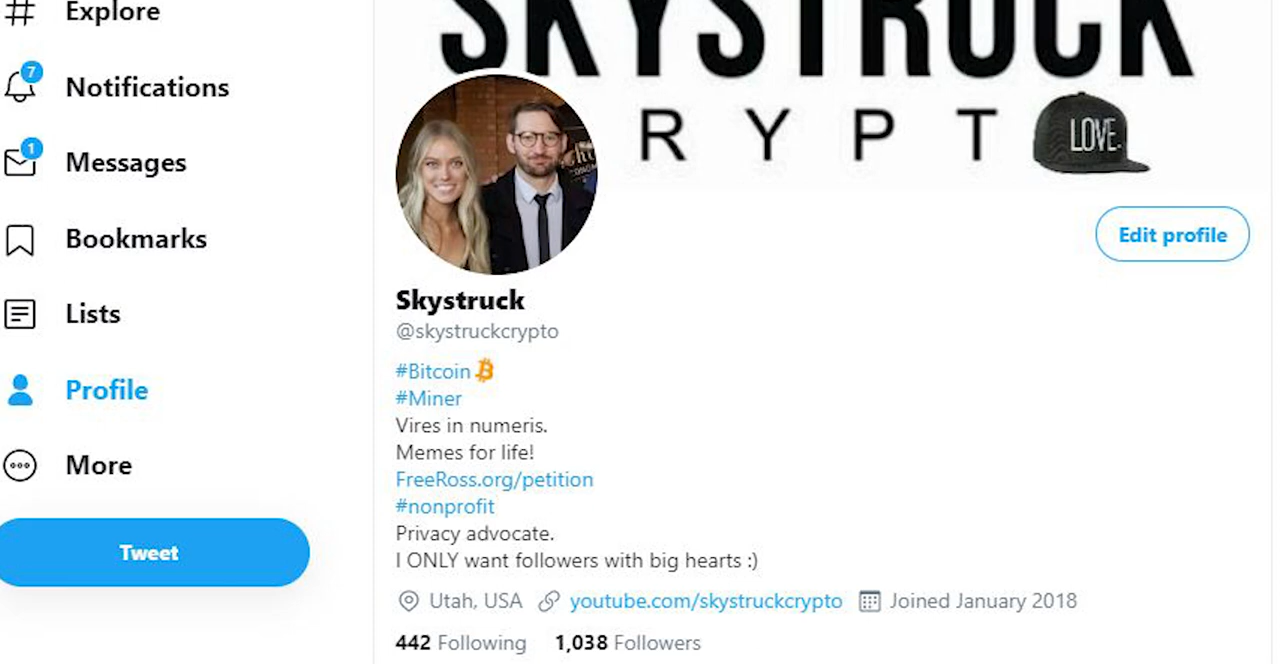 Explore
7
Notifications
1
Messages
Bookmarks
Lists
Profile
More
Tweet
SKYSTRUCK
RYPT
LOVE.
Edit profile
Skystruck
@skystruckcrypto
#Bitcoin
#Miner
Vires in numeris.
Memes for life!
FreeRoss.org/petition
#nonprofit
Privacy advocate.
I ONLY want followers with big hearts :)
Utah, USA youtube.com/skystruckcrypto Joined January 2018
442 Following 1,038 Followers